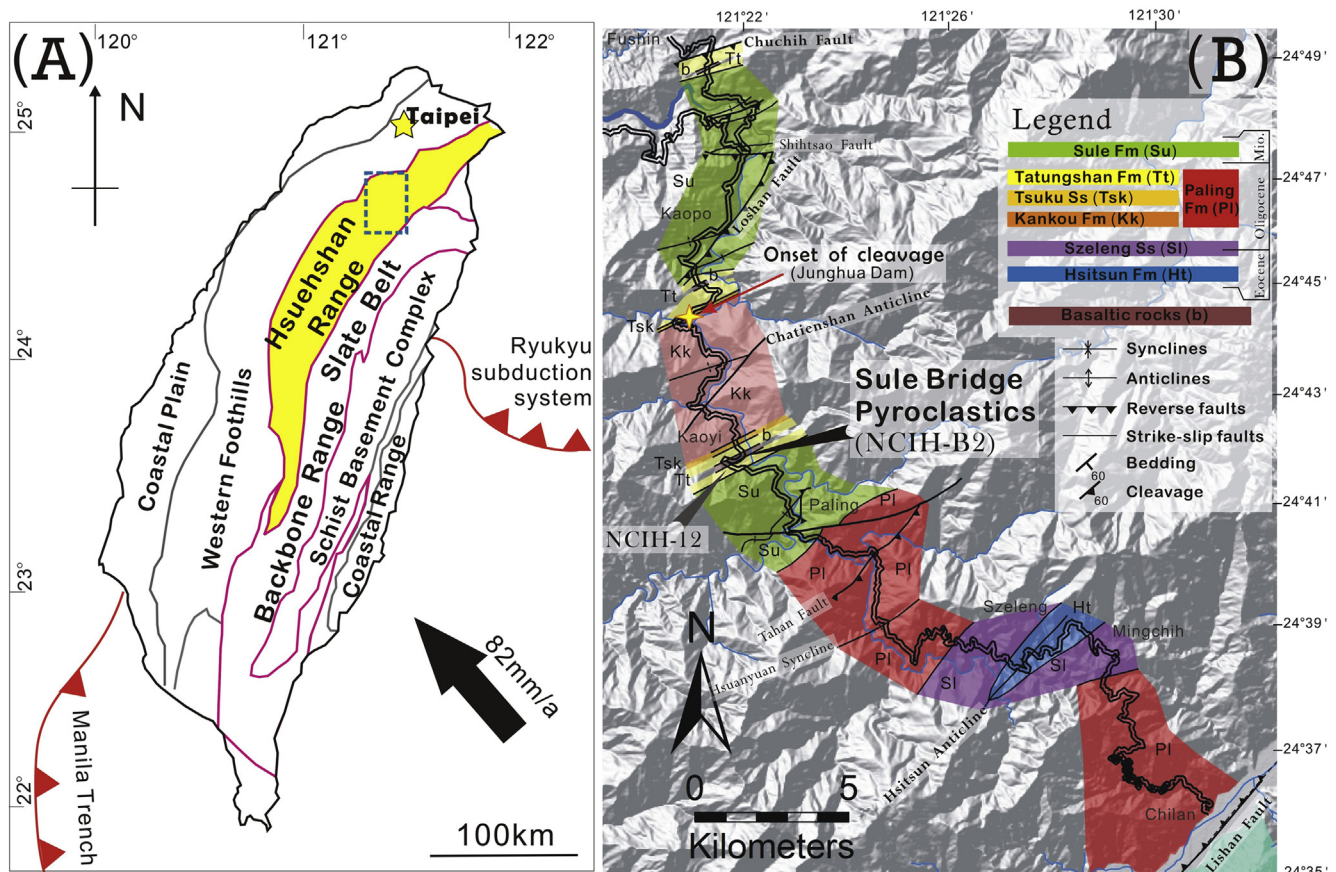 (A)
120°
121°
122°
N
25°
24°
23°
22°
Taipei
Hsuehshan
Range
Coastal Plain
Western Foothills
Backbone Range Slate Belt
Schist Basement Complex
Coastal Range
Ryukyu
subduction
system
82mm/a
Manila Trench
100km
(B)
121°22'
121°26'
121°30'
24°49'
24°47'
24°45'
24°43'
24°41'
24°39'
24°37'
24°35'
Fushin
Chuchih Fault
b
Tt
Shihtsao Fault
Su
Kaopo
Loshan Fault
Onset of cleavage
(Junghua Dam)
b
Tt
Tsk
Chatienshan Anticline
Kk
Kk
Kaoyi
b
Tsk
Tt
Sule Bridge
Pyroclastics
(NCIH-B2)
Su
Paling
Pl
NCIH-12
Su
Pl
Pl
Tahan Fault
Hsuanyuan Syncline
Pl
Szeleng
Ht
Mingchih
Sl
Sl
Hsitsun Anticline
Pl
Chilan
Lishan Fault
N
0
5
Kilometers
Legend
Sule Fm (Su)
Tatungshan Fm (Tt)
Tsuku Ss (Tsk)
Kankou Fm (Kk)
Paling
Fm (Pl)
Szeleng Ss (Sl)
Hsitsun Fm (Ht)
Basaltic rocks (b)
Mio.
Oligocene
Eocene
Synclines
Anticlines
Reverse faults
Strike-slip faults
60
Bedding
60
Cleavage